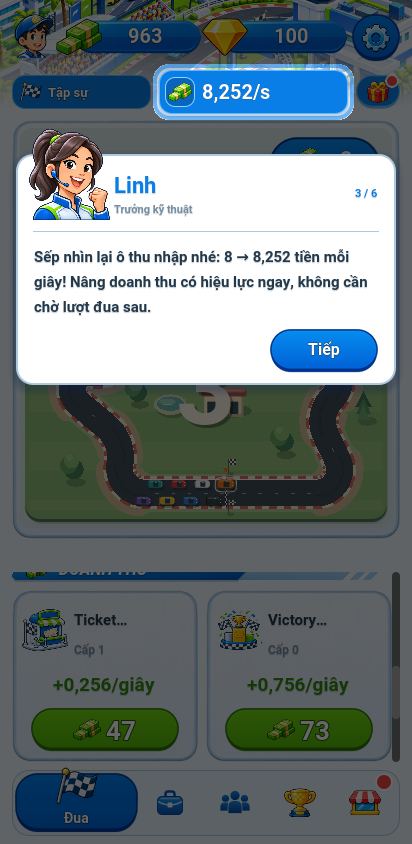 963
100
Tập sự
8,252/s
Linh
Trưởng kỹ thuật
3 / 6
Sếp nhìn lại ô thu nhập nhé: 8 → 8,252 tiền mỗi
giây! Nâng doanh thu có hiệu lực ngay, không cần
chờ lượt đua sau.
Tiếp
Ticket...
Cấp 1
+0,256/giây
47
Victory...
Cấp 0
+0,756/giây
73
Đua